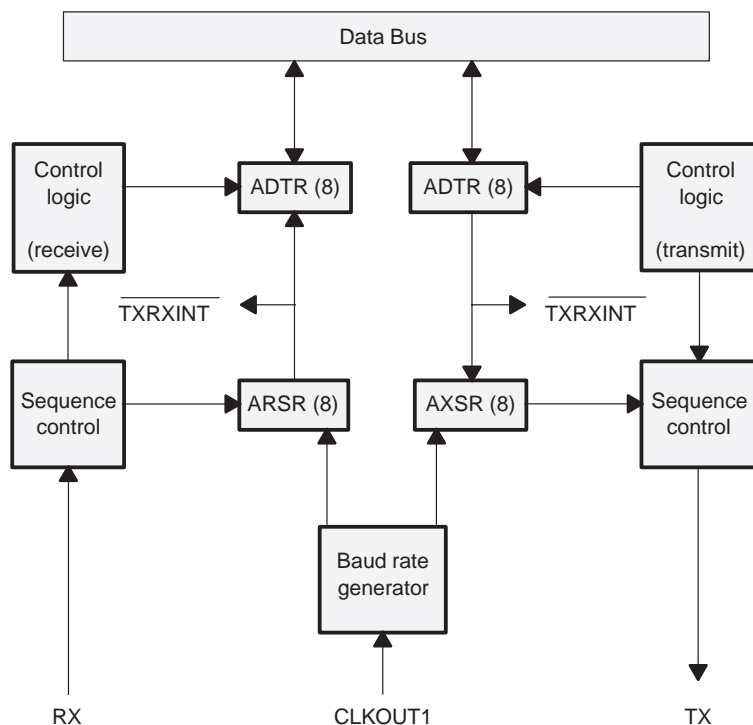 Data Bus
Control
logic
(receive)
ADTR (8)
ADTR (8)
Control
logic
(transmit)
TXRXINT
TXRXINT
Sequence
control
ARSR (8)
AXSR (8)
Sequence
control
Baud rate
generator
RX
CLKOUT1
TX